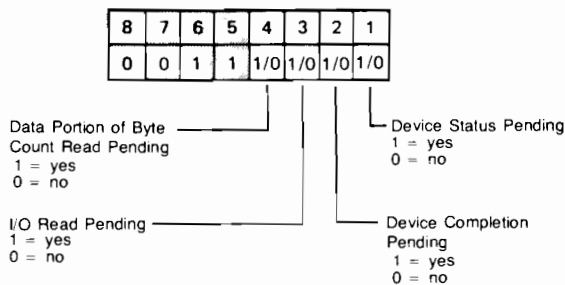 8 7 6 5 4 3 2 1
0 0 1 1 1/0 1/0 1/0 1/0
Data Portion of Byte
Count Read Pending
1 = yes
0 = no
Device Status Pending
1 = yes
0 = no
I/O Read Pending
1 = yes
0 = no
Device Completion
Pending
1 = yes
0 = no